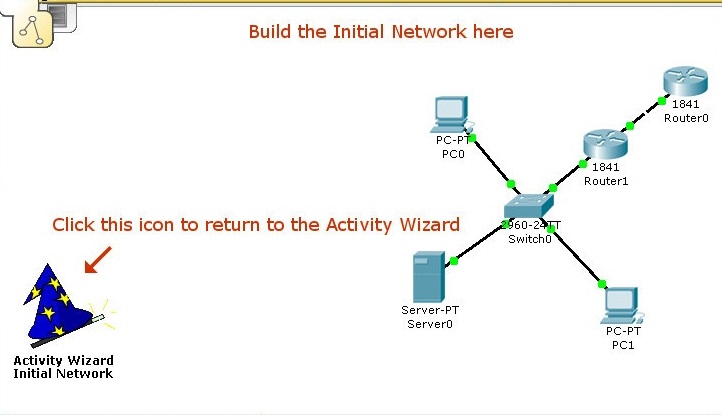 Build the Initial Network here
1841
Router0
PC-PT
PC0
1841
Router1
Click this icon to return to the Activity Wizard
2960-24TT
Switch0
Server-PT
Server0
PC-PT
PC1
Activity Wizard
Initial Network